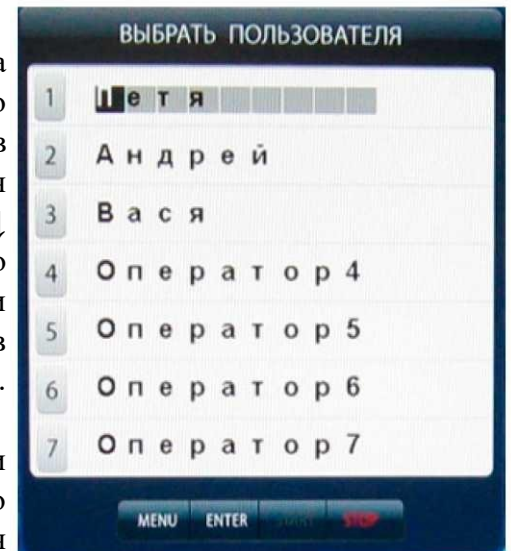 ВЫБРАТЬ ПОЛЬЗОВАТЕЛЯ
1 Петя
2 Андрей
3 Вася
4 Оператор4
5 Оператор5
6 Оператор6
7 Оператор7
MENU ENTER START STOP